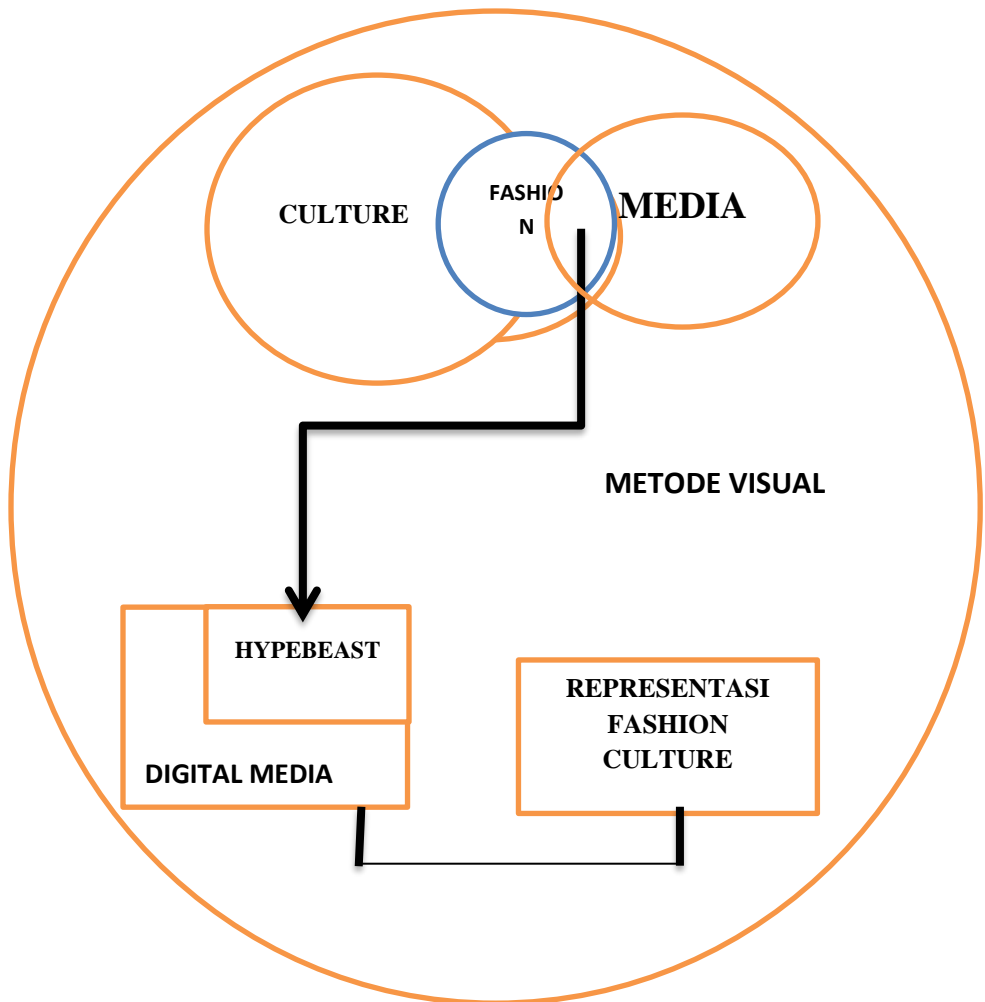 CULTURE
FASHIO
N
MEDIA
METODE VISUAL
HYPEBEAST
DIGITAL MEDIA
REPRESENTASI
FASHION
CULTURE